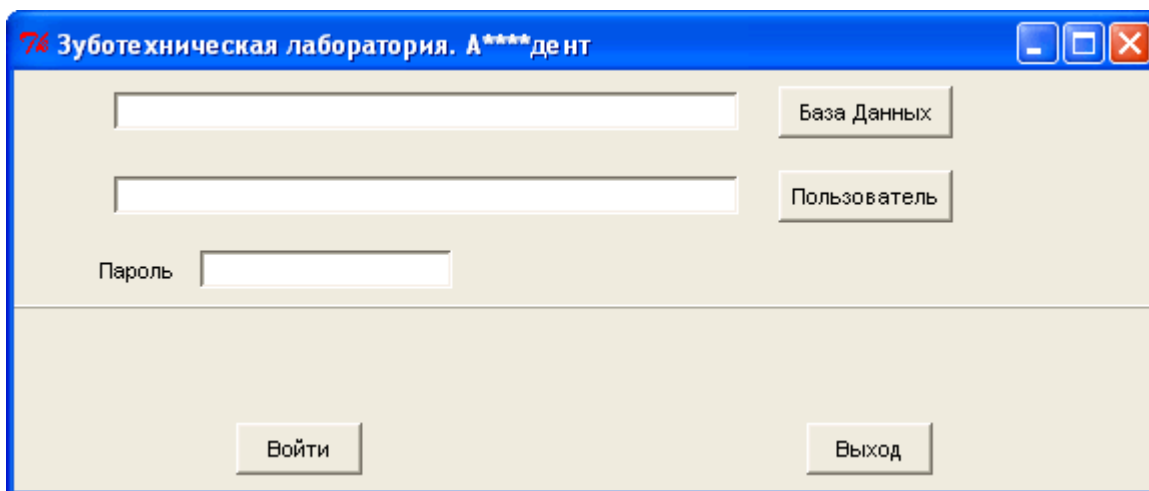 Зуботехническая лаборатория. А****дент
База Данных
Пользователь
Пароль
Войти
Выход